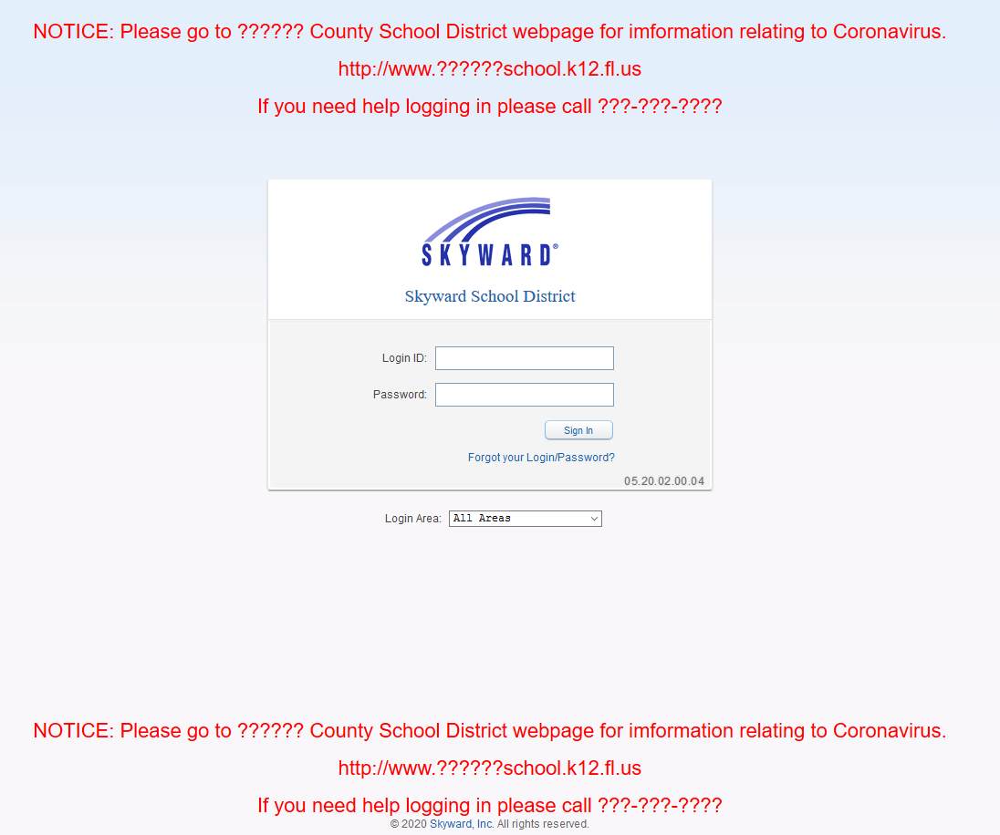 NOTICE: Please go to ?????? County School District webpage for imformation relating to Coronavirus.
http://www.??????school.k12.fl.us
If you need help logging in please call ???-???-????
SKYWARD®
Skyward School District
Login ID:
Password:
Sign In
Forgot your Login/Password?
05.20.02.00.04
Login Area: All Areas
NOTICE: Please go to ?????? County School District webpage for imformation relating to Coronavirus.
http://www.??????school.k12.fl.us
If you need help logging in please call ???-???-????
© 2020 Skyward, Inc. All rights reserved.